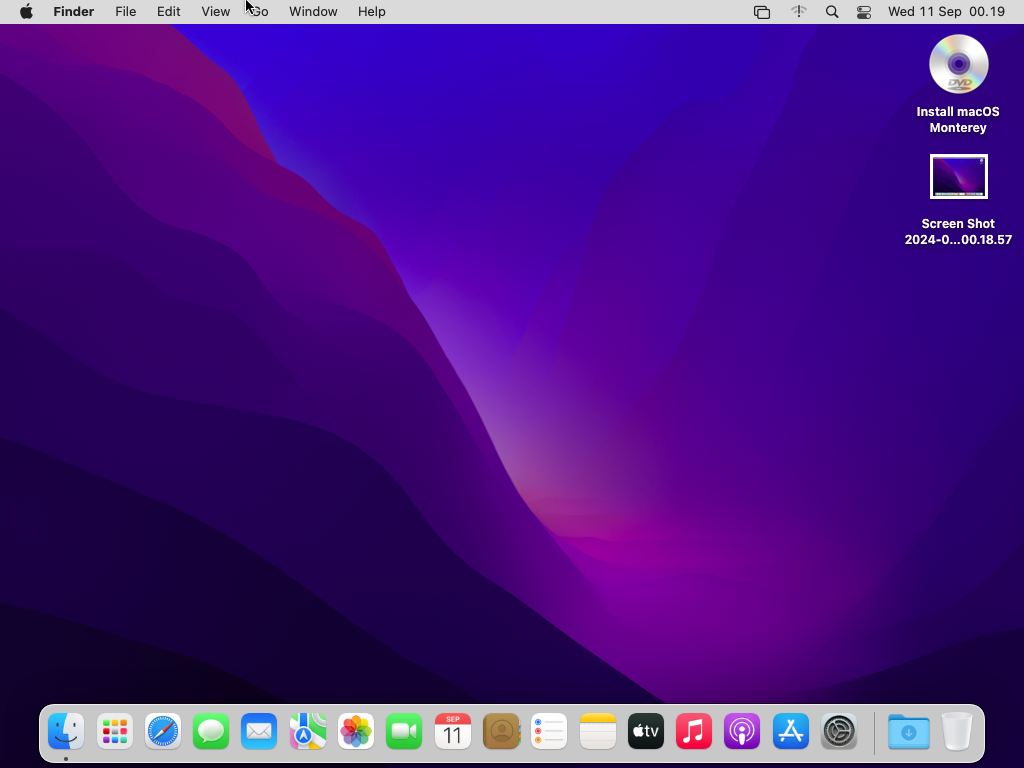 Finder File Edit View Go Window Help Wed 11 Sep 00.19
DVD
Install macOS
Monterey
Screen Shot
2024-0...00.18.57
SEP
11
tv